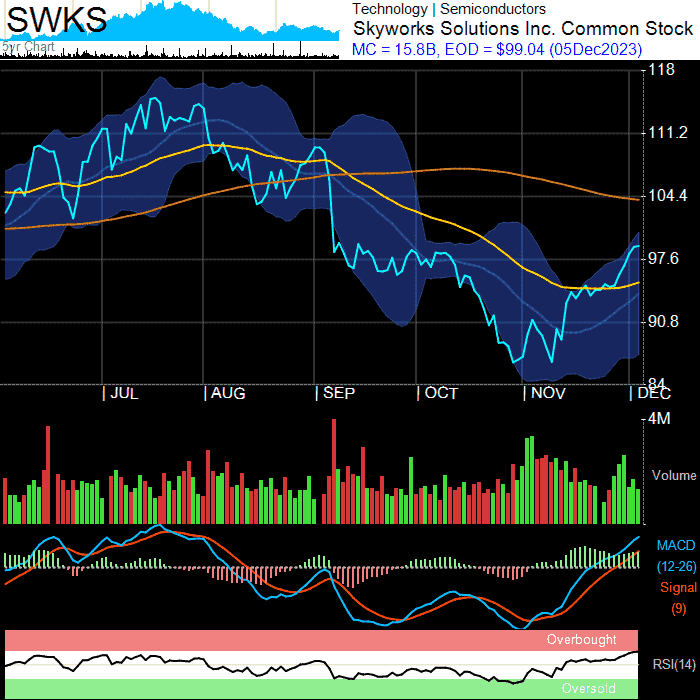 SWKS
5yr Chart
Technology | Semiconductors
Skyworks Solutions Inc. Common Stock
MC = 15.8B, EOD = $99.04 (05Dec2023)
118
111.2
104.4
97.6
90.8
84
| JUL | AUG | SEP | OCT | NOV | DEC
4M
Volume
MACD
(12-26)
Signal
(9)
Overbought
RSI(14)
Oversold